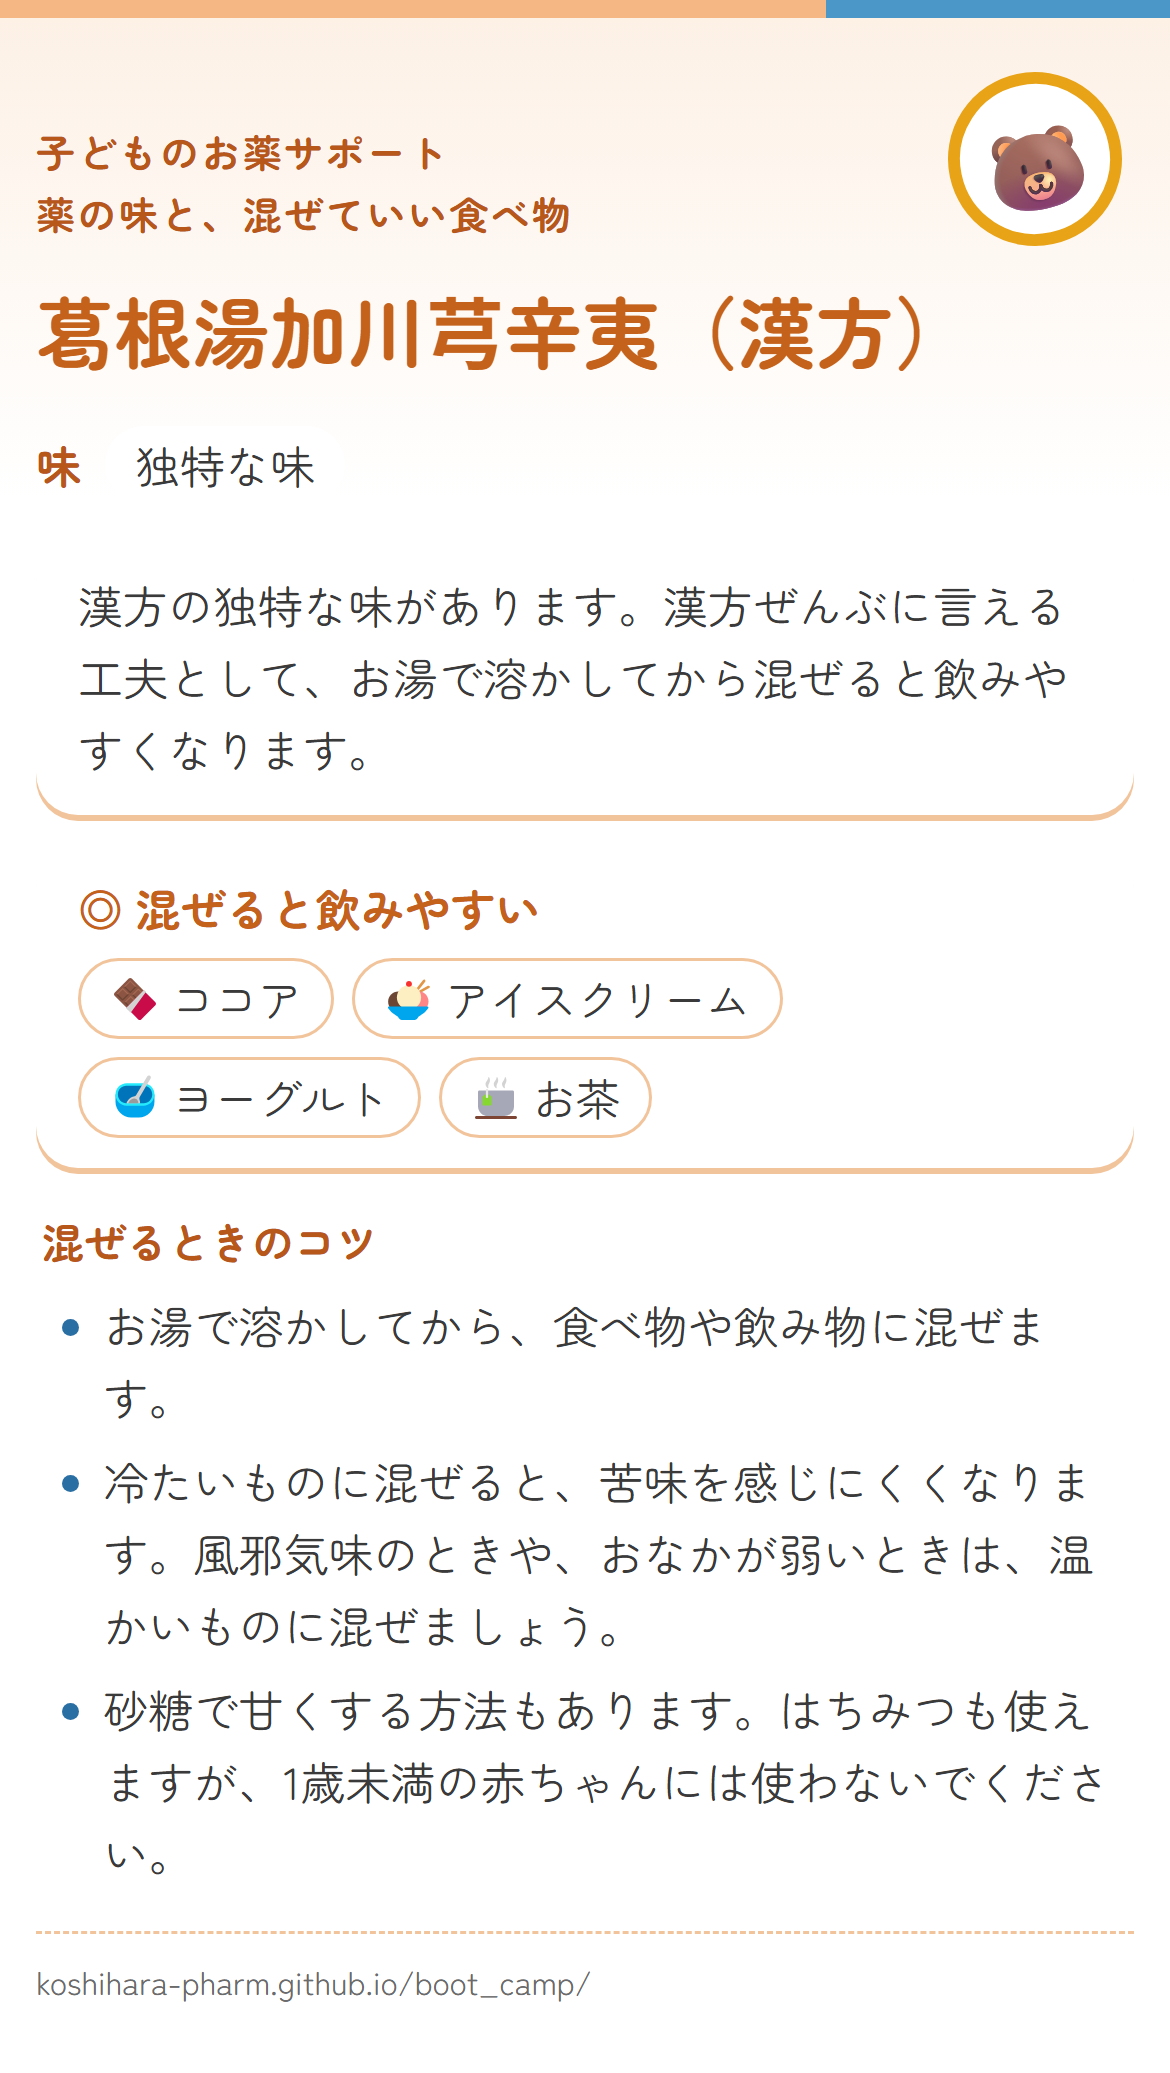 子どものお薬サポート
薬の味と、混ぜていい食べ物
葛根湯加川芎辛夷（漢方）
味 独特な味
漢方の独特な味があります。漢方ぜんぶに言える
工夫として、お湯で溶かしてから混ぜると飲みや
すくなります。
◎ 混ぜると飲みやすい
ココア アイスクリーム
ヨーグルト お茶
混ぜるときのコツ
お湯で溶かしてから、食べ物や飲み物に混ぜま
す。
冷たいものに混ぜると、苦味を感じにくくなりま
す。風邪気味のときや、おなかが弱いときは、温
かいものに混ぜましょう。
砂糖で甘くする方法もあります。はちみつも使え
ますが、1歳未満の赤ちゃんには使わないでくださ
い。
koshihara-pharm.github.io/boot_camp/